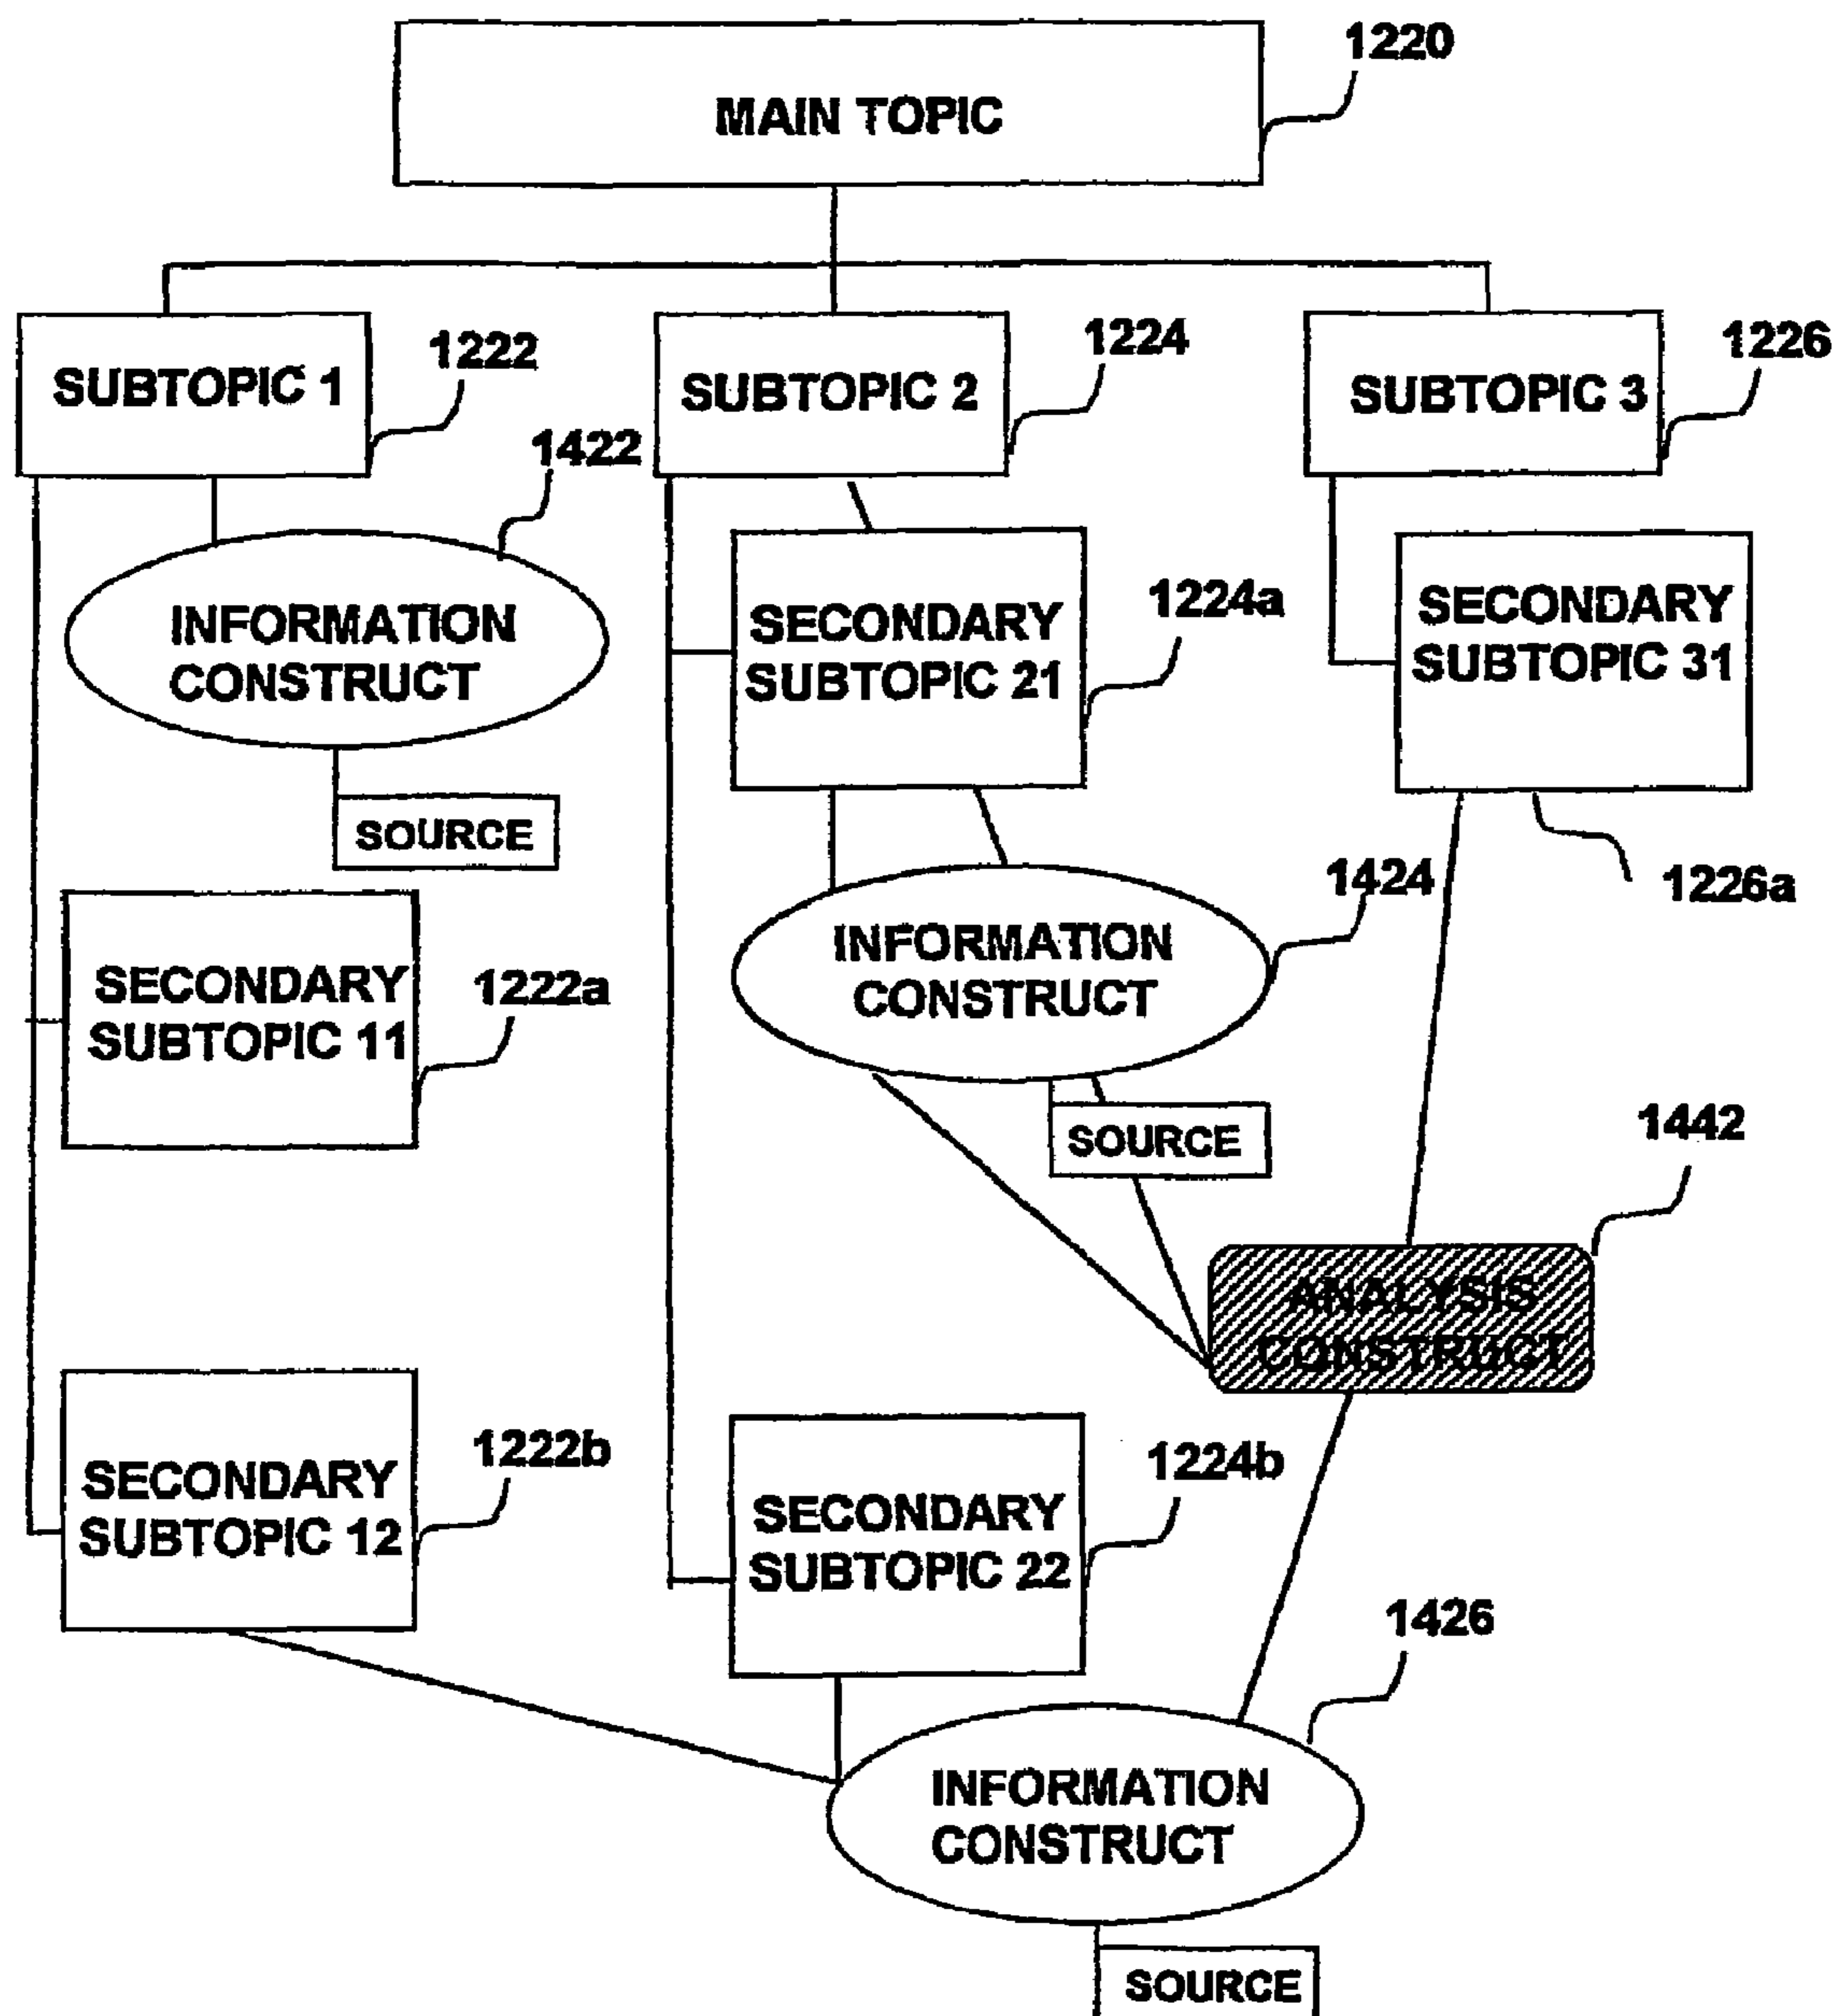 1220
MAIN TOPIC
1222
1224
1226
SUBTOPIC 1
SUBTOPIC 2
SUBTOPIC 3
1422
INFORMATION
CONSTRUCT
SOURCE
1224a
SECONDARY
SUBTOPIC 21
SECONDARY
SUBTOPIC 31
1226a
1424
INFORMATION
CONSTRUCT
SOURCE
SECONDARY
SUBTOPIC 11
1222a
1442
ANALYSIS
CONSTRUCT
SECONDARY
SUBTOPIC 12
1222b
SECONDARY
SUBTOPIC 22
1224b
1426
INFORMATION
CONSTRUCT
SOURCE